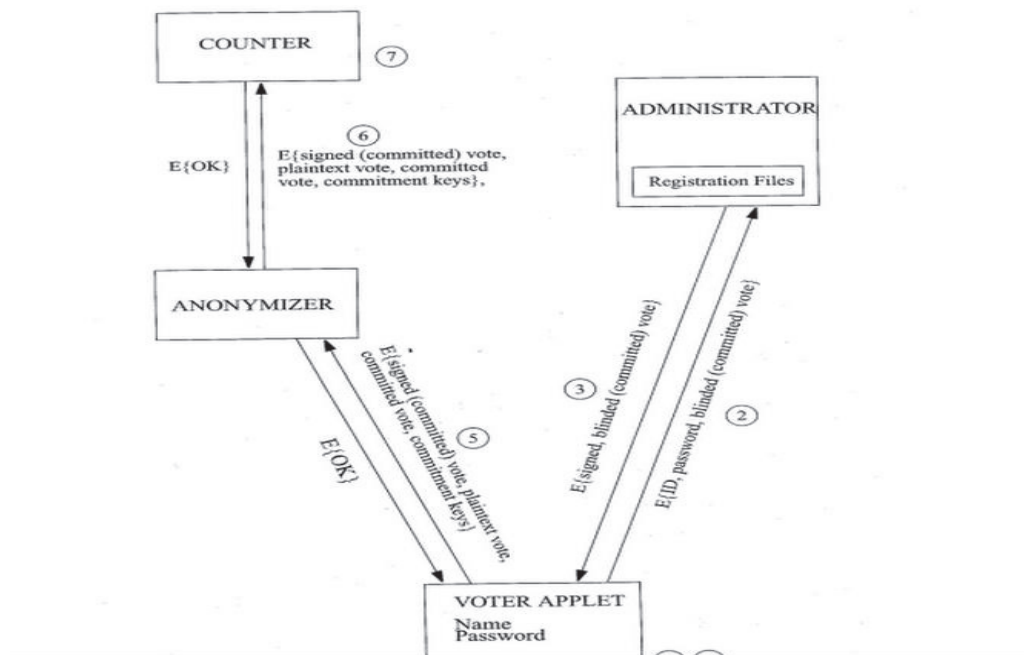 COUNTER
7
ADMINISTRATOR
Registration Files
6
E{signed (committed) vote,
plaintext vote, committed
vote, commitment keys},
E{OK}
ANONYMIZER
3
E{signed, blinded (committed) vote}
2
E{ID, password, blinded (committed) vote}
5
E{signed (committed) vote, plaintext vote,
committed vote, commitment keys}
E{OK}
VOTER APPLET
Name
Password